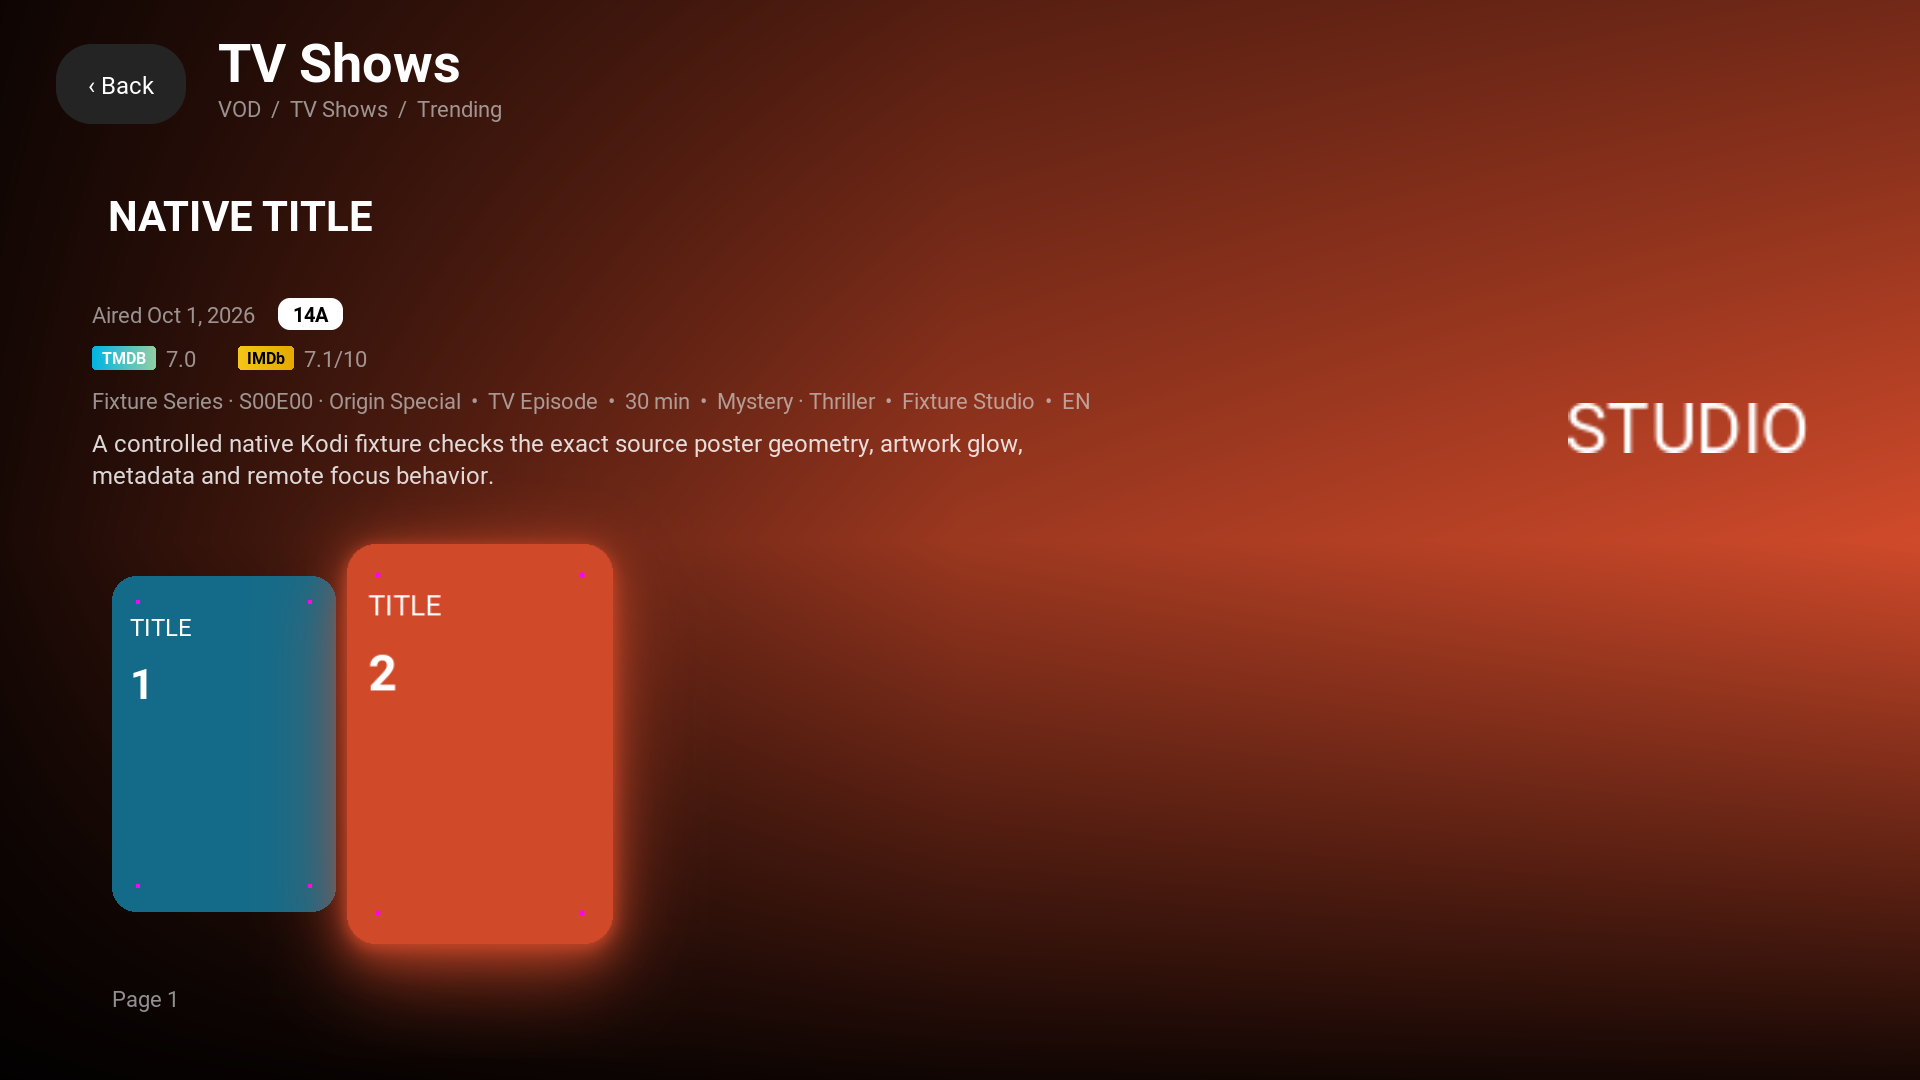 ‹ Back
TV Shows
VOD / TV Shows / Trending
NATIVE TITLE
Aired Oct 1, 2026 14A
TMDB 7.0 IMDb 7.1/10
Fixture Series · S00E00 · Origin Special • TV Episode • 30 min • Mystery · Thriller • Fixture Studio • EN
STUDIO
A controlled native Kodi fixture checks the exact source poster geometry, artwork glow,
metadata and remote focus behavior.
TITLE
1
TITLE
2
Page 1